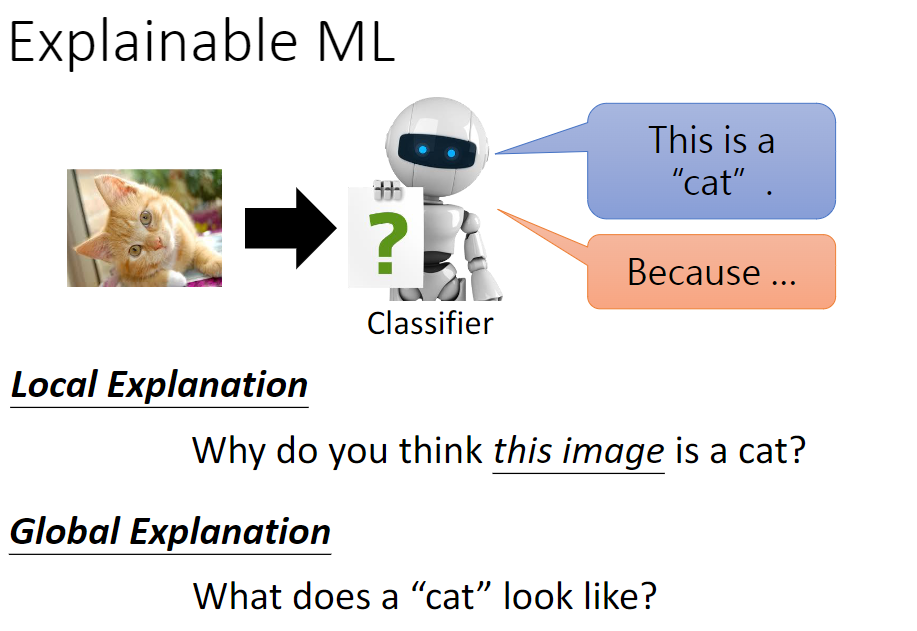 Explainable ML
This is a
“cat” .
Because ...
?
Classifier
Local Explanation
Why do you think this image is a cat?
Global Explanation
What does a “cat” look like?